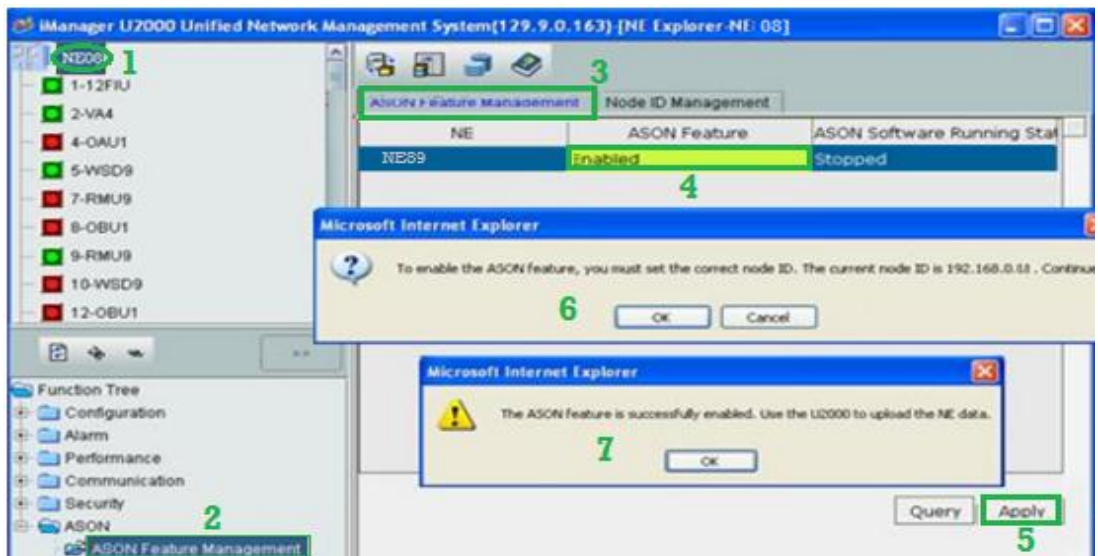 iManager U2000 Unified Network Management System(129.9.0.163)-[NE Explorer-NE 08]
NE08 1
1-12FIU
2-VA4
4-OAU1
5-WSD9
7-RMU9
8-OBU1
9-RMU9
10-WSD9
12-OBU1
3
ASON Feature Management Node ID Management
NE ASON Feature ASON Software Running Stat
NE89 Enabled Stopped
4
Microsoft Internet Explorer
To enable the ASON feature, you must set the correct node ID. The current node ID is 192.168.0. . Continue
6 OK Cancel
Microsoft Internet Explorer
The ASON feature is successfully enabled. Use the U2000 to upload the NE data.
7 OK
Query Apply
5
Function Tree
Configuration
Alarm
Performance
Communication
Security
ASON 2
ASON Feature Management